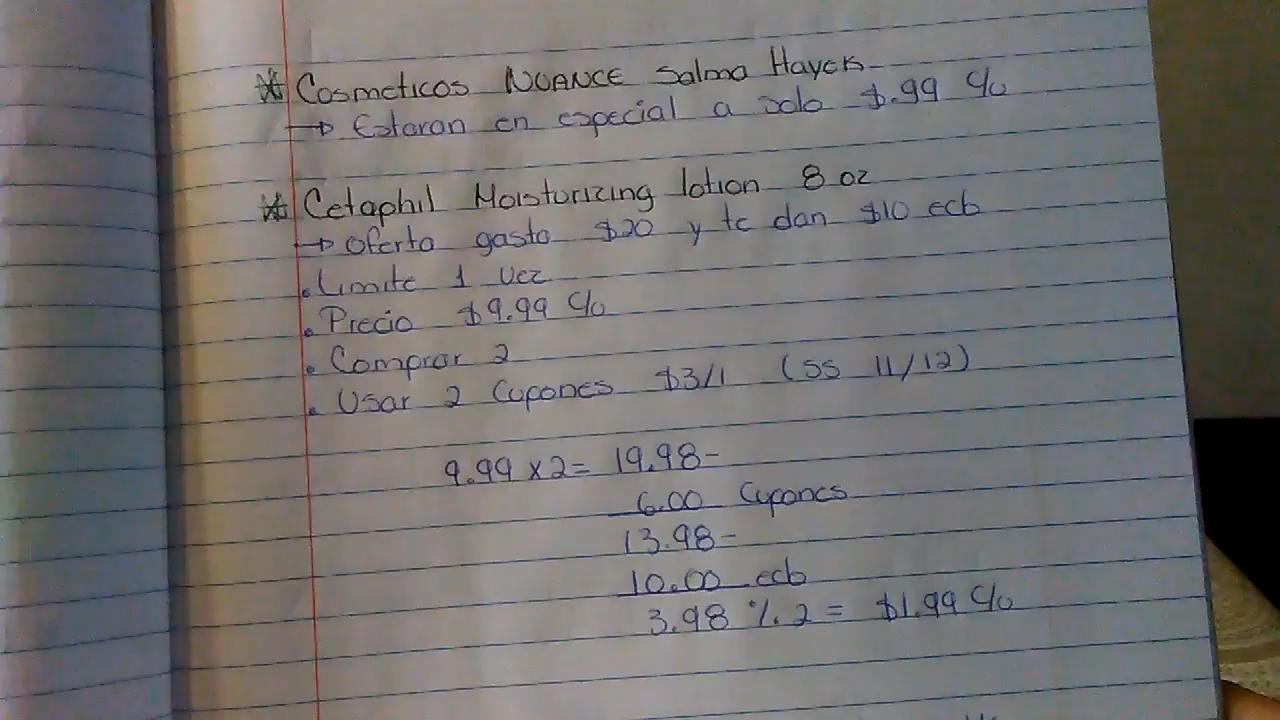 * Cosmeticos NUANCE Salma Hayek
→ Estaran en especial a solo $.99 c/u
* Cetaphil Moisturizing lotion 8 oz
→ oferta gasta $20 y te dan $10 ecb
• Limite 1 vez
• Precio $9.99 c/u
• Comprar 2
• Usar 2 Cupones $3/1 (SS 11/12)
9.99 x 2 = 19.98-
6.00 Cupones
13.98-
10.00 ecb
3.98 % 2 = $1.99 c/u